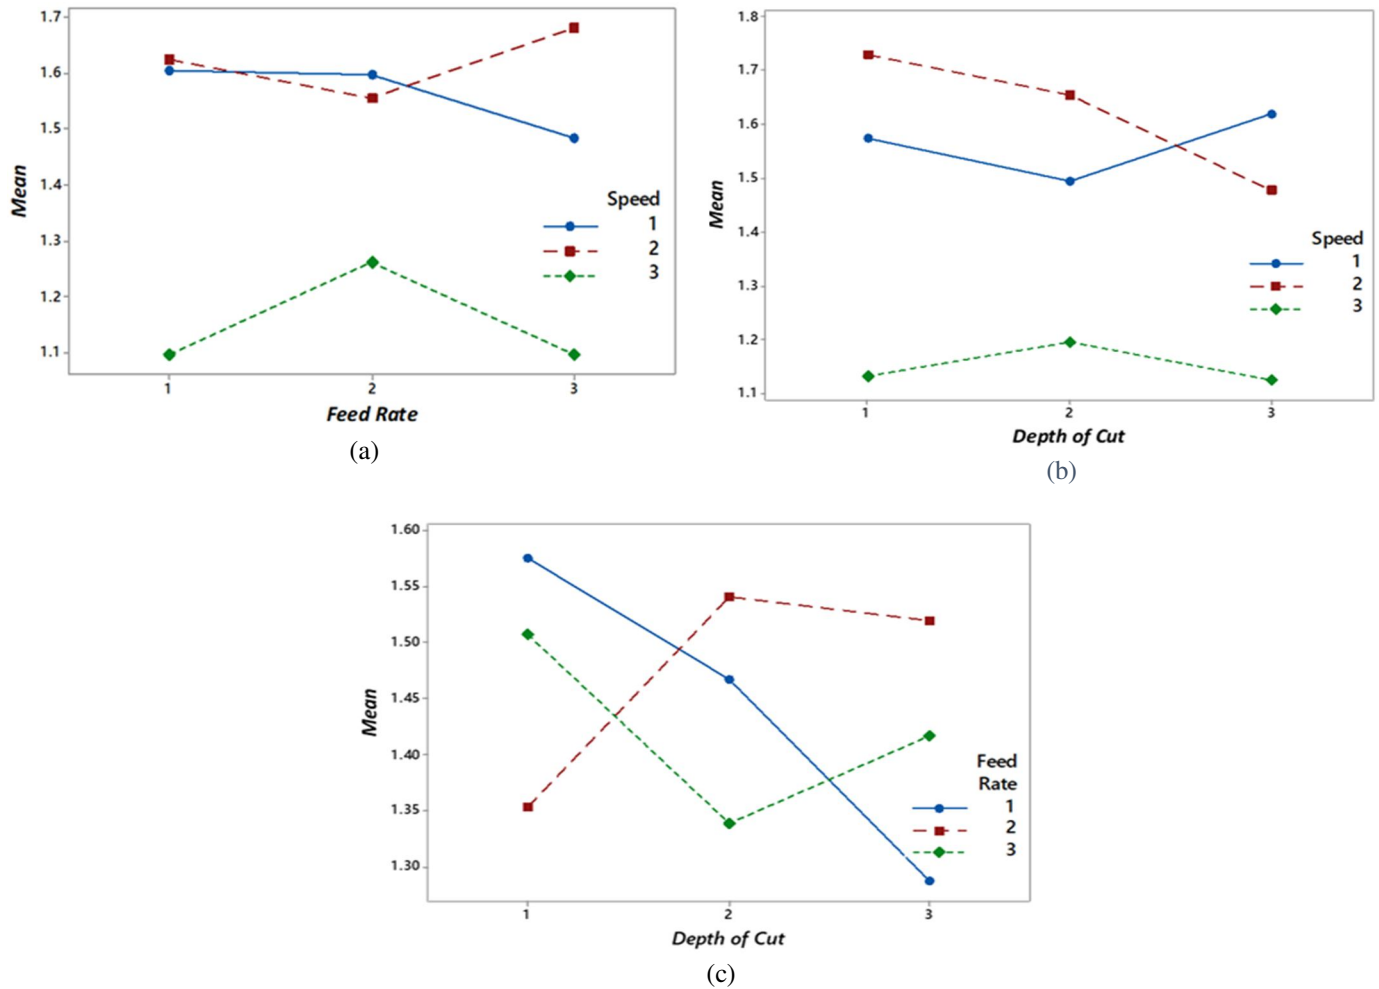 1.7
1.6
1.5
1.4
1.3
1.2
1.1
Mean
1 2 3
Feed Rate
Speed
1
2
3
(a)
1.8
1.7
1.6
1.5
1.4
1.3
1.2
1.1
Mean
1 2 3
Depth of Cut
Speed
1
2
3
(b)
1.60
1.55
1.50
1.45
1.40
1.35
1.30
Mean
1 2 3
Depth of Cut
Feed
Rate
1
2
3
(c)